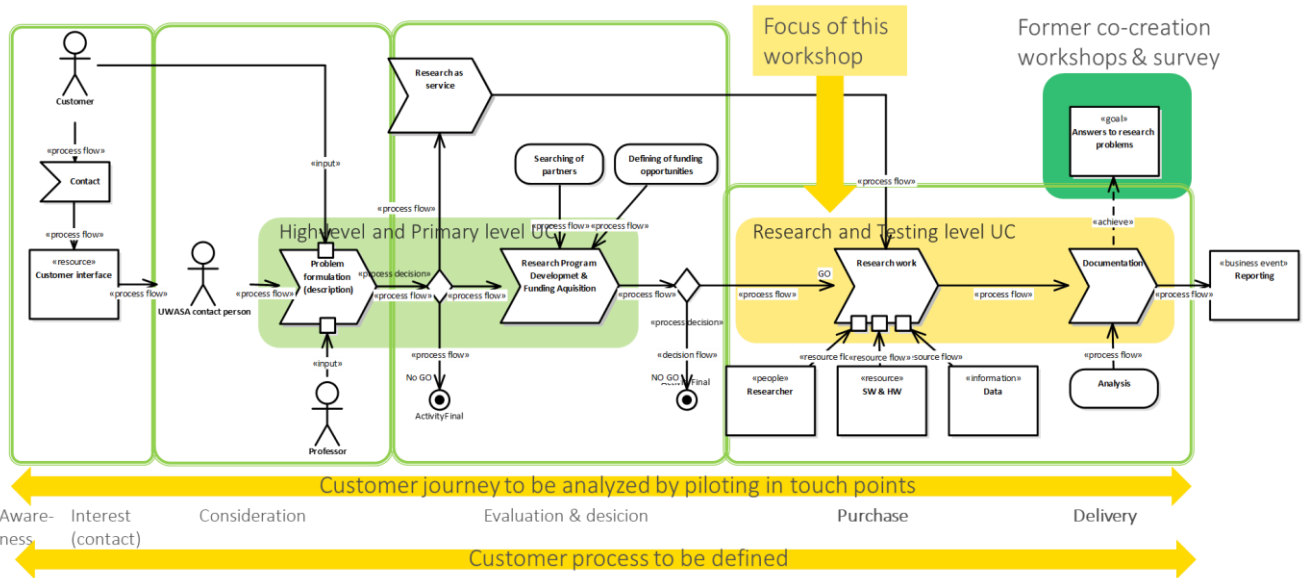 Focus of this
workshop
Former co-creation
workshops & survey
Customer
«process flow»
Contact
«process flow»
«resource»
Customer interface
«process flow»
UWASA contact person
«process flow»
«input»
High level and Primary level UC
Problem
formulation
(description)
«input»
Professor
Research as
service
«process flow»
«process decision»
«process flow»
«process flow»
«process flow»
No GO
ActivityFinal
Searching of
partners
Defining of funding
opportunities
«process flow»
«process flow»
Research Program
Developmet &
Funding Aquisition
«process flow»
«process decision»
«decision flow»
NO GO
ActivityFinal
«process flow»
GO
«process flow»
Research and Testing level UC
Research work
«process flow»
«resource flow»
«resource flow»
«resource flow»
«people»
Researcher
«resource»
SW & HW
«information»
Data
«goal»
Answers to research
problems
«achieve»
Documentation
«process flow»
Analysis
«process flow»
«business event»
Reporting
Customer journey to be analyzed by piloting in touch points
Aware-
ness
Interest
(contact)
Consideration
Evaluation & desicion
Purchase
Delivery
Customer process to be defined